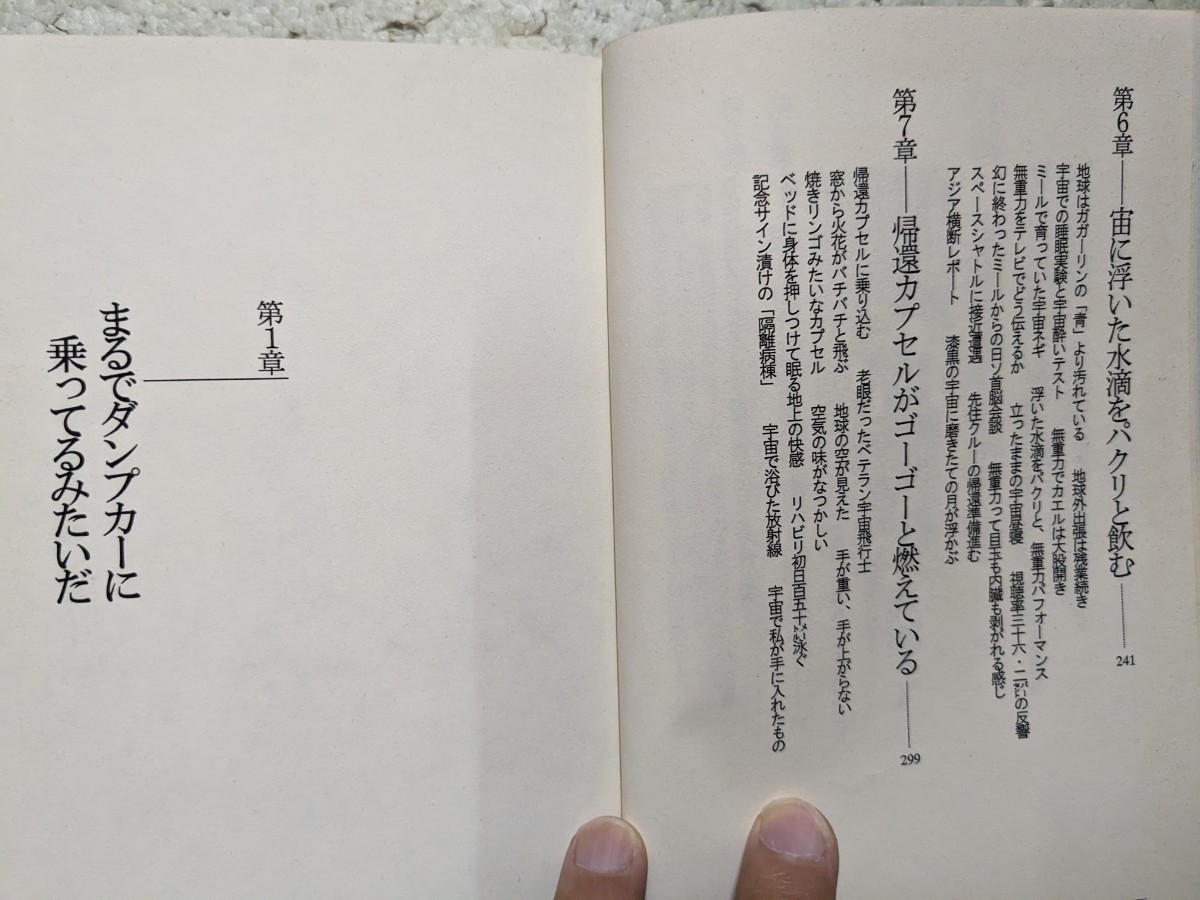 第6章――宙に浮いた水滴をパクリと飲む 241
地球はガガーリンの「青」より汚れている　地球外出張は残業続き
宇宙での睡眠実験と宇宙酔いテスト　無重力でカエルは大股開き
ミールで育っていた宇宙ネギ　浮いた水滴をパクリと、無重力パフォーマンス
無重力をテレビでどう伝えるか　立ったままの宇宙昼寝　視聴率三十六・二㌫の反響
幻に終わったミールからの日ソ首脳会談　無重力って目玉も内臓も剥がれる感じ
スペースシャトルに接近遭遇　先住クルーの帰還準備進む
アジア横断レポート　漆黒の宇宙に磨きたての月が浮かぶ
第7章――帰還カプセルがゴーゴーと燃えている 299
帰還カプセルに乗り込む　老眼だったベテラン宇宙飛行士
窓から火花がバチバチと飛ぶ　地球の空が見えた　手が重い、手が上がらない
焼きリンゴみたいなカプセル　空気の味がなつかしい
ベッドに身体を押しつけて眠る地上の快感　リハビリ初日百五十㍍泳ぐ
記念サイン漬けの「隔離病棟」　宇宙で浴びた放射線　宇宙で私が手に入れたもの
第1章
まるでダンプカーに
乗ってるみたいだ